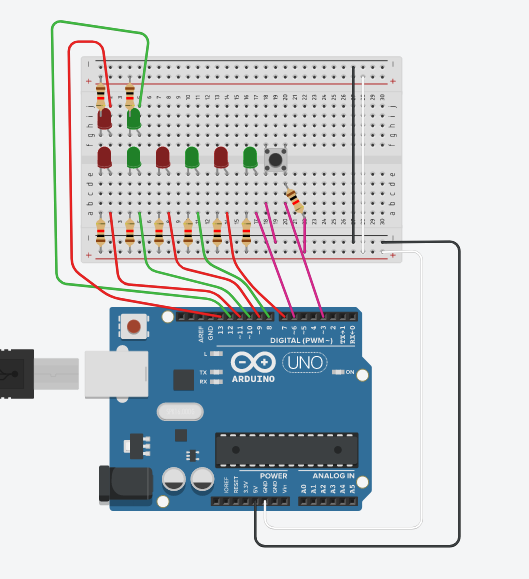 AREF
GND
13
12
~11
~10
~9
8
7
~6
~5
4
~3
2
TX→1
RX←0
DIGITAL (PWM~)
L
TX
RX
ARDUINO
UNO
ON
POWER
ANALOG IN
IOREF
RESET
3.3V
5V
GND
GND
Vin
A0
A1
A2
A3
A4
A5